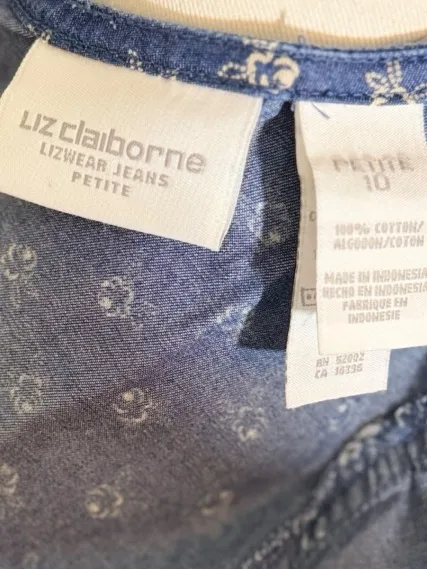 Liz claiborne
LIZWEAR JEANS
PETITE
PETITE
10
100% COTTON/
ALGODON/COTON
MADE IN INDONESIA
HECHO EN INDONESIA
FABRIQUE EN
INDONESIE
RN 52002
CA 16336